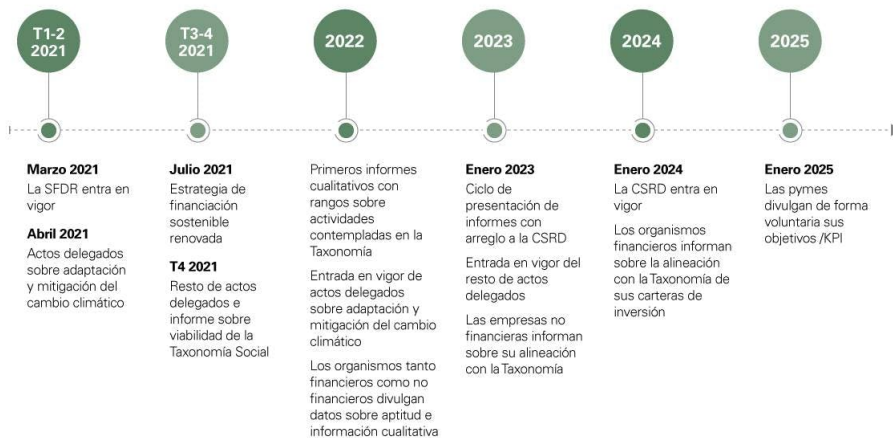 T1-2
2021
T3-4
2021
2022
2023
2024
2025
Marzo 2021
La SFDR entra en
vigor
Abril 2021
Actos delegados
sobre adaptación
y mitigación del
cambio climático
Julio 2021
Estrategia de
financiación
sostenible
renovada
T4 2021
Resto de actos
delegados e
informe sobre
viabilidad de la
Taxonomía Social
Primeros informes
cualitativos con
rangos sobre
actividades
contempladas en la
Taxonomía
Entrada en vigor de
actos delegados
sobre adaptación y
mitigación del cambio
climático
Los organismos tanto
financieros como no
financieros divulgan
datos sobre aptitud e
información cualitativa
Enero 2023
Ciclo de
presentación de
informes con
arreglo a la CSRD
Entrada en vigor del
resto de actos
delegados
Las empresas no
financieras informan
sobre su alineación
con la Taxonomía
Enero 2024
La CSRD entra en
vigor
Los organismos
financieros informan
sobre la alineación
con la Taxonomía de
sus carteras de
inversión
Enero 2025
Las pymes
divulgan de forma
voluntaria sus
objetivos /KPI